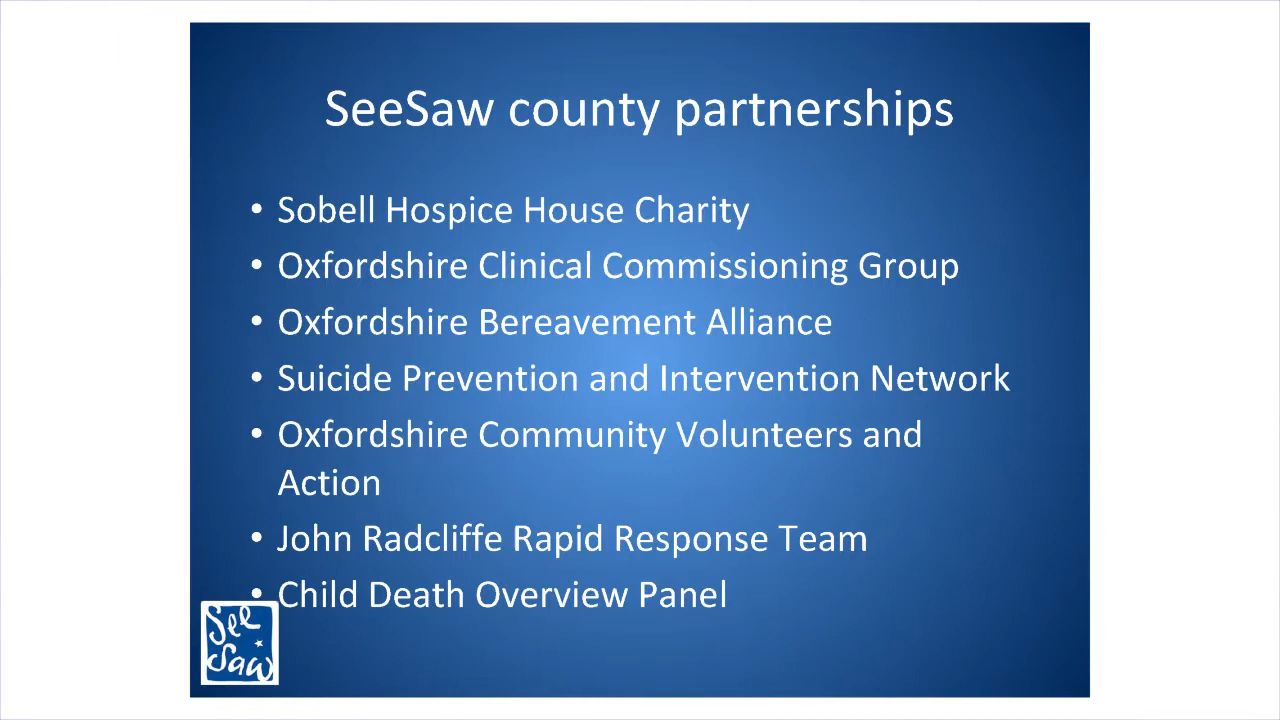 SeeSaw county partnerships
• Sobell Hospice House Charity
• Oxfordshire Clinical Commissioning Group
• Oxfordshire Bereavement Alliance
• Suicide Prevention and Intervention Network
• Oxfordshire Community Volunteers and
Action
• John Radcliffe Rapid Response Team
• Child Death Overview Panel
See
Saw